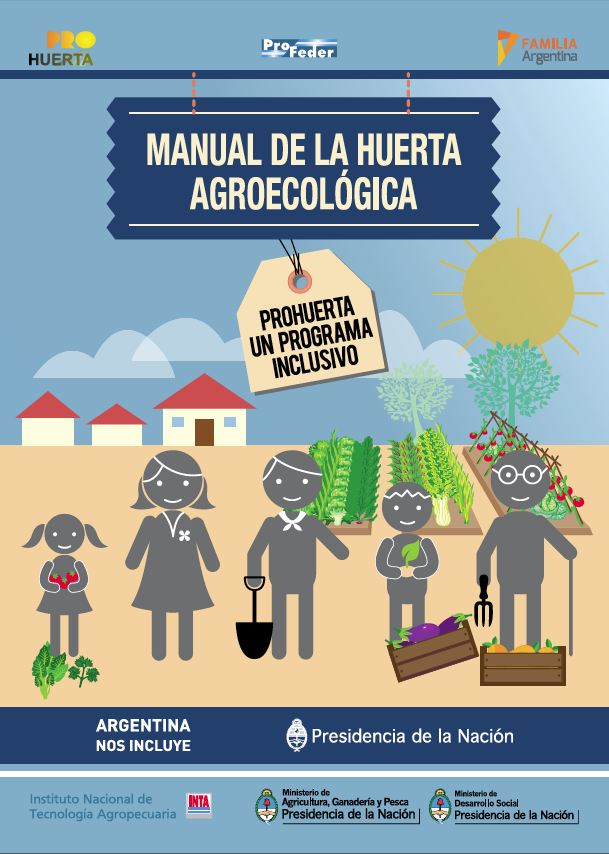 PRO
HUERTA
ProFeder
FAMILIA
Argentina
MANUAL DE LA HUERTA
AGROECOLÓGICA
PROHUERTA
UN PROGRAMA
INCLUSIVO
ARGENTINA
NOS INCLUYE
Presidencia de la Nación
Instituto Nacional de
Tecnología Agropecuaria
INTA
Ministerio de
Agricultura, Ganadería y Pesca
Presidencia de la Nación
Ministerio de
Desarrollo Social
Presidencia de la Nación